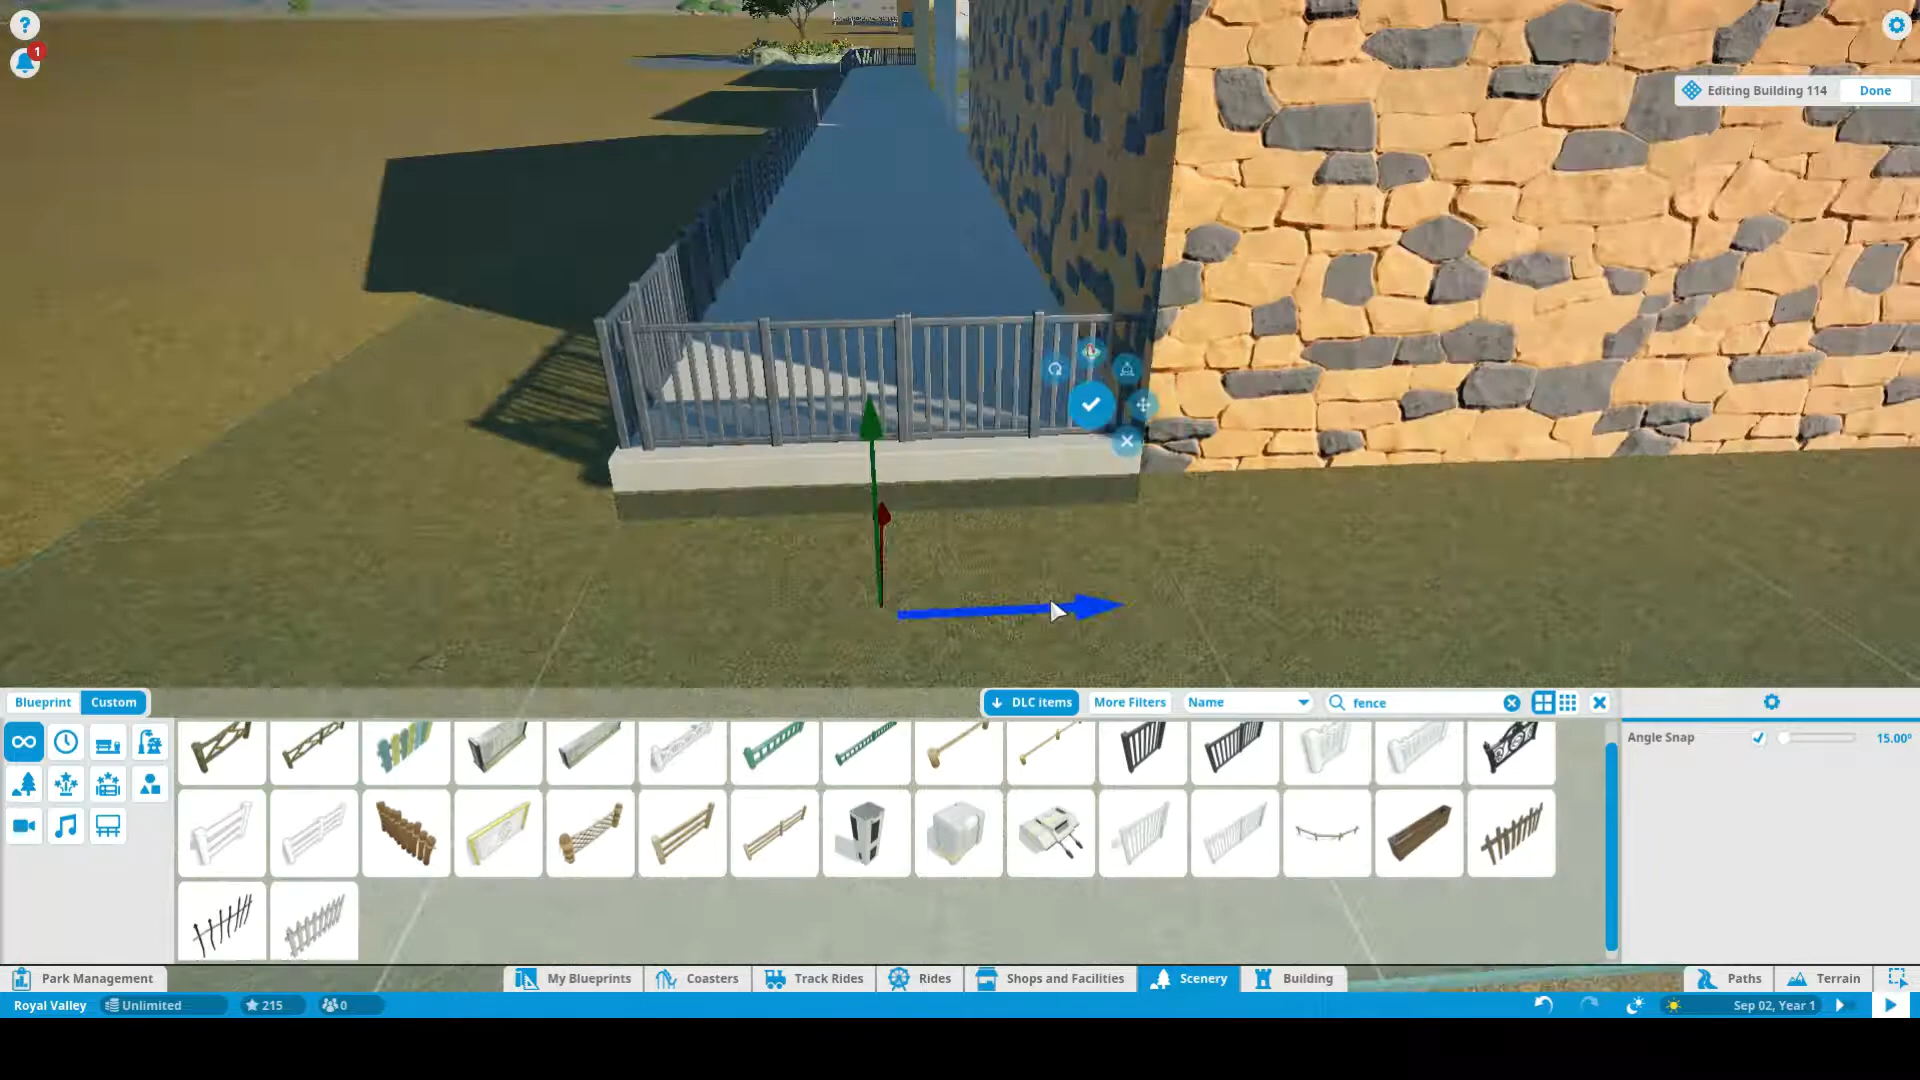 ?
1
Editing Building 114
Done
Blueprint
Custom
DLC items
More Filters
Name
fence
Angle Snap
15.00°
Park Management
My Blueprints
Coasters
Track Rides
Rides
Shops and Facilities
Scenery
Building
Paths
Terrain
Royal Valley
Unlimited
215
0
Sep 02, Year 1